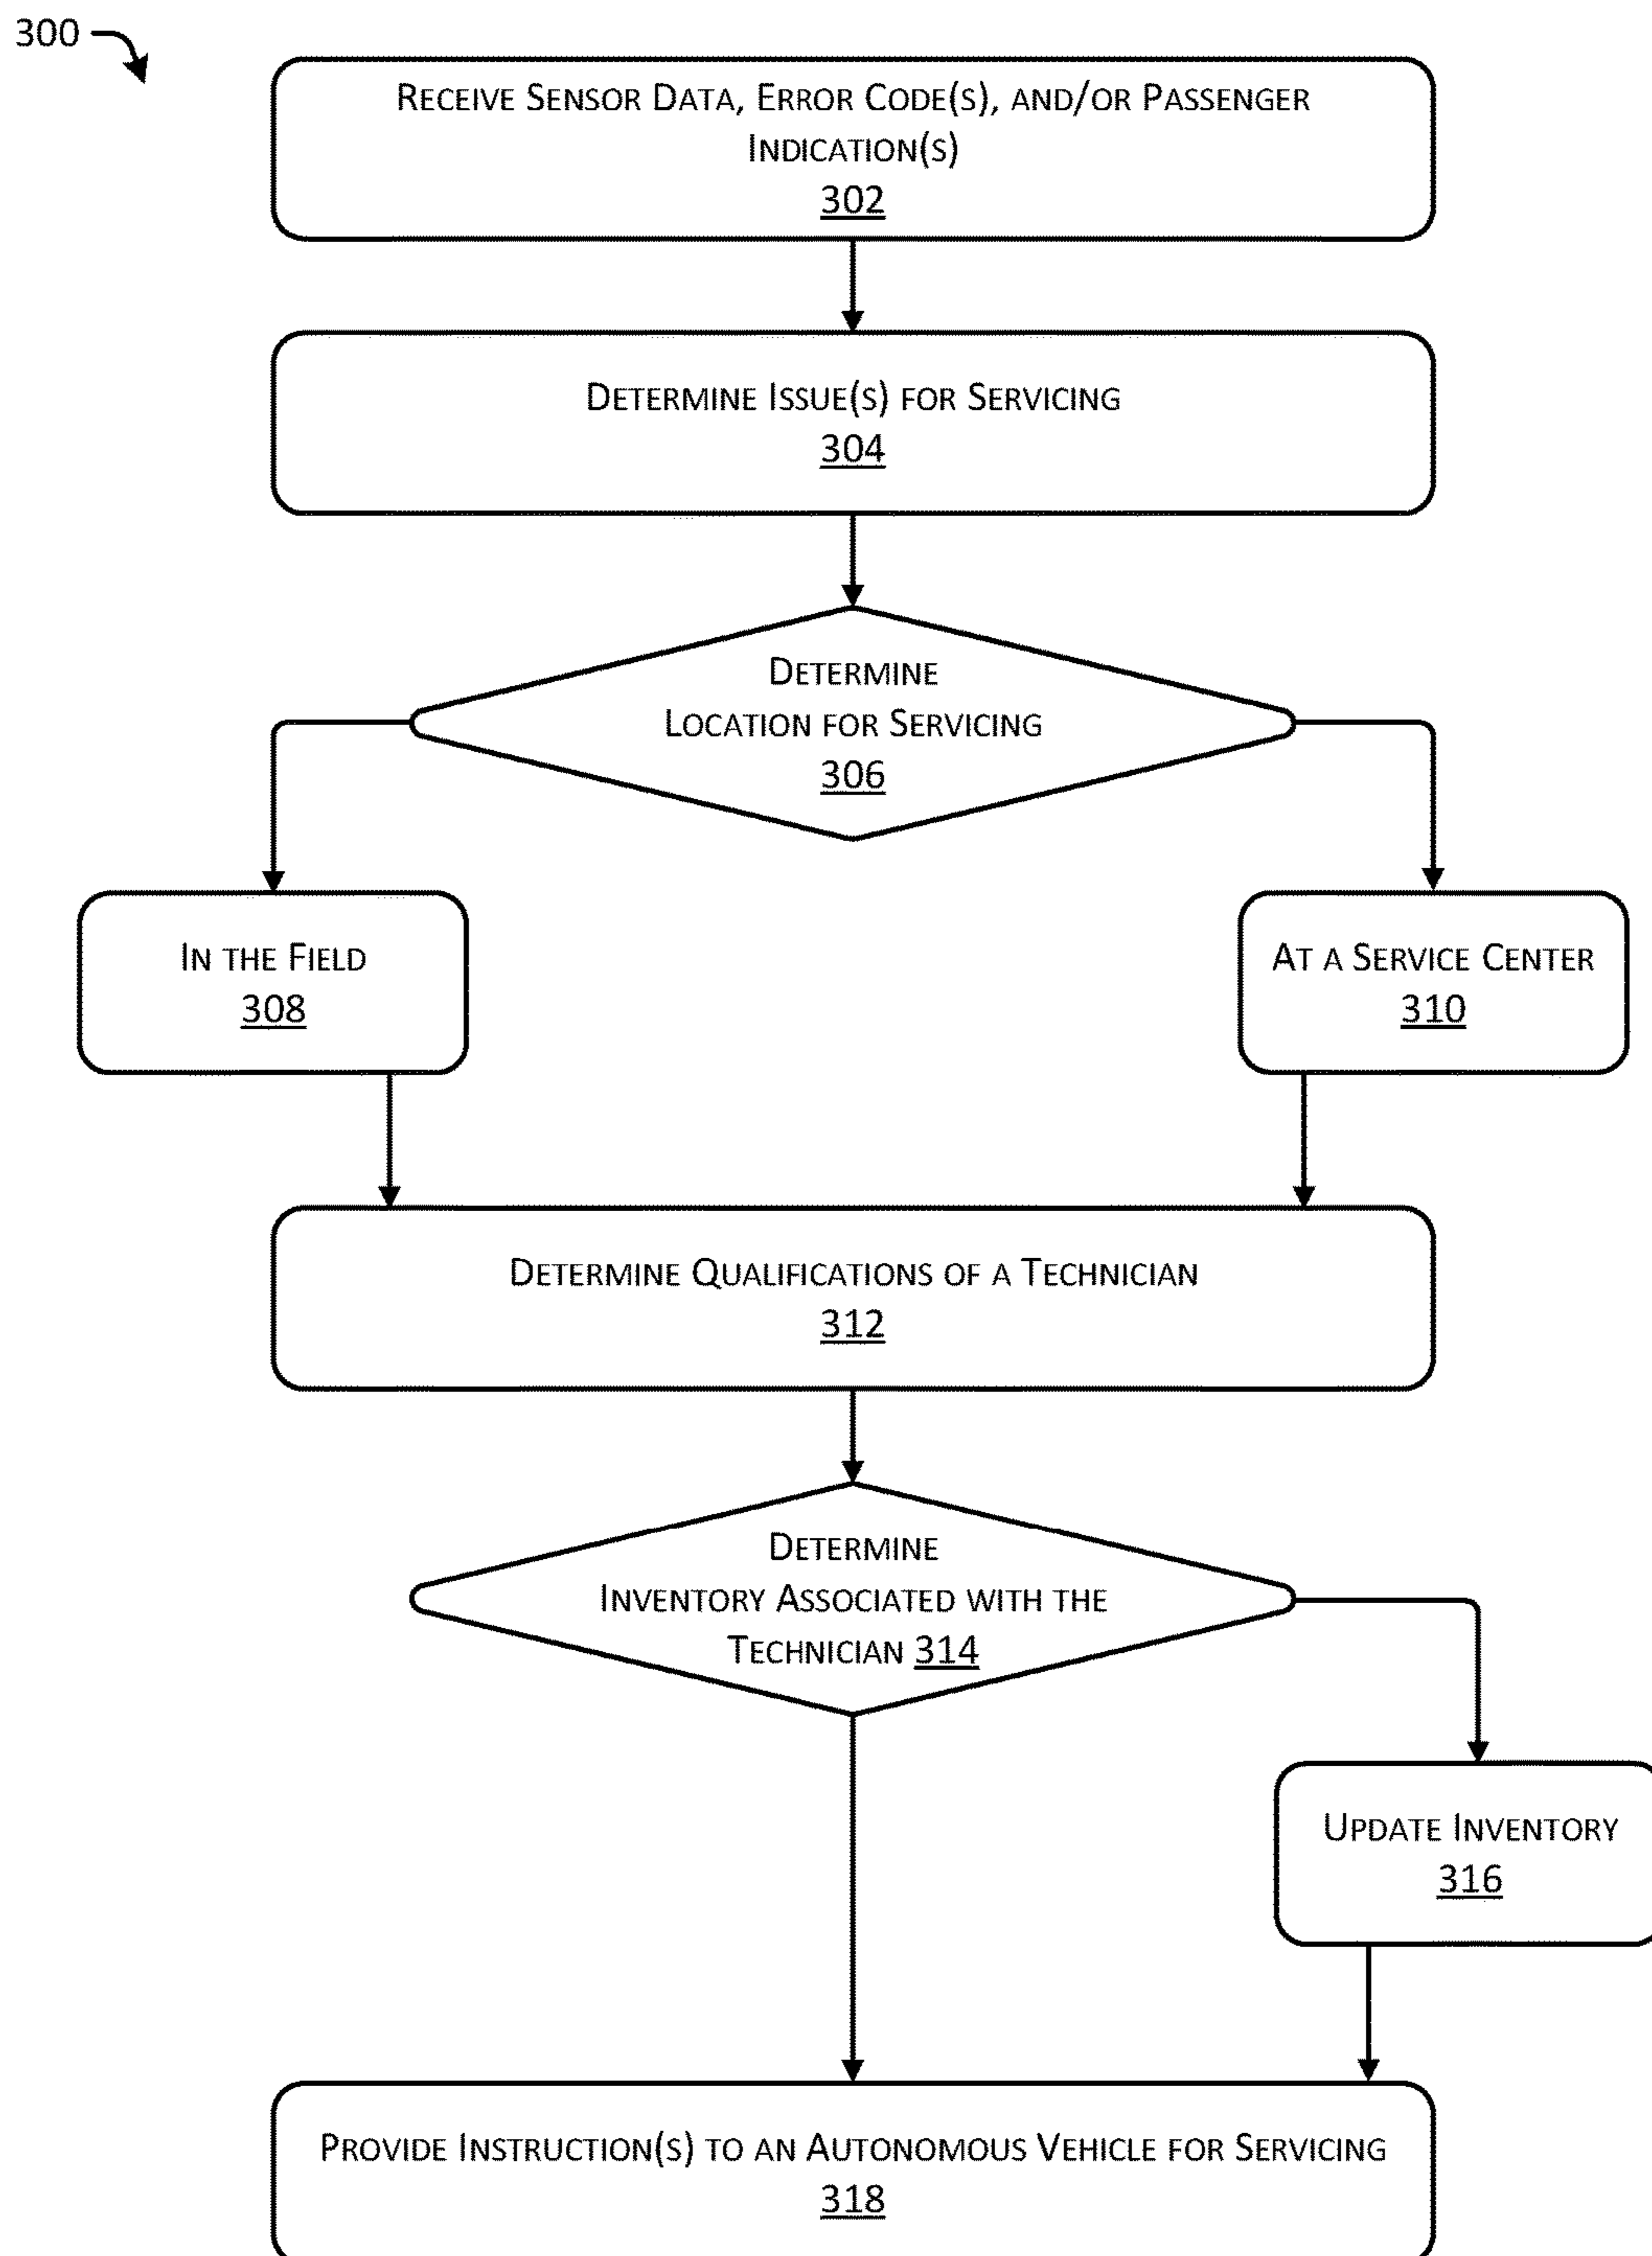 300
RECEIVE SENSOR DATA, ERROR CODE(S), AND/OR PASSENGER
INDICATION(S)
302
DETERMINE ISSUE(S) FOR SERVICING
304
DETERMINE
LOCATION FOR SERVICING
306
IN THE FIELD
308
AT A SERVICE CENTER
310
DETERMINE QUALIFICATIONS OF A TECHNICIAN
312
DETERMINE
INVENTORY ASSOCIATED WITH THE
TECHNICIAN 314
UPDATE INVENTORY
316
PROVIDE INSTRUCTION(S) TO AN AUTONOMOUS VEHICLE FOR SERVICING
318